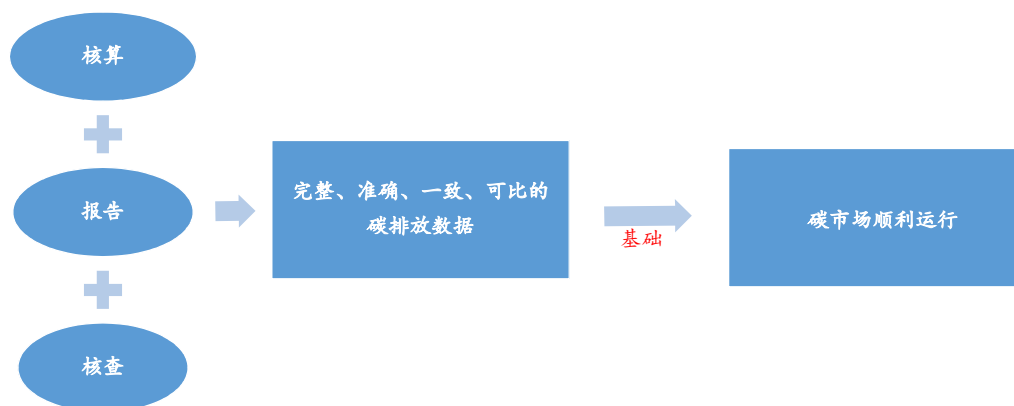 核算
报告
核查
完整、准确、一致、可比的
碳排放数据
基础
碳市场顺利运行